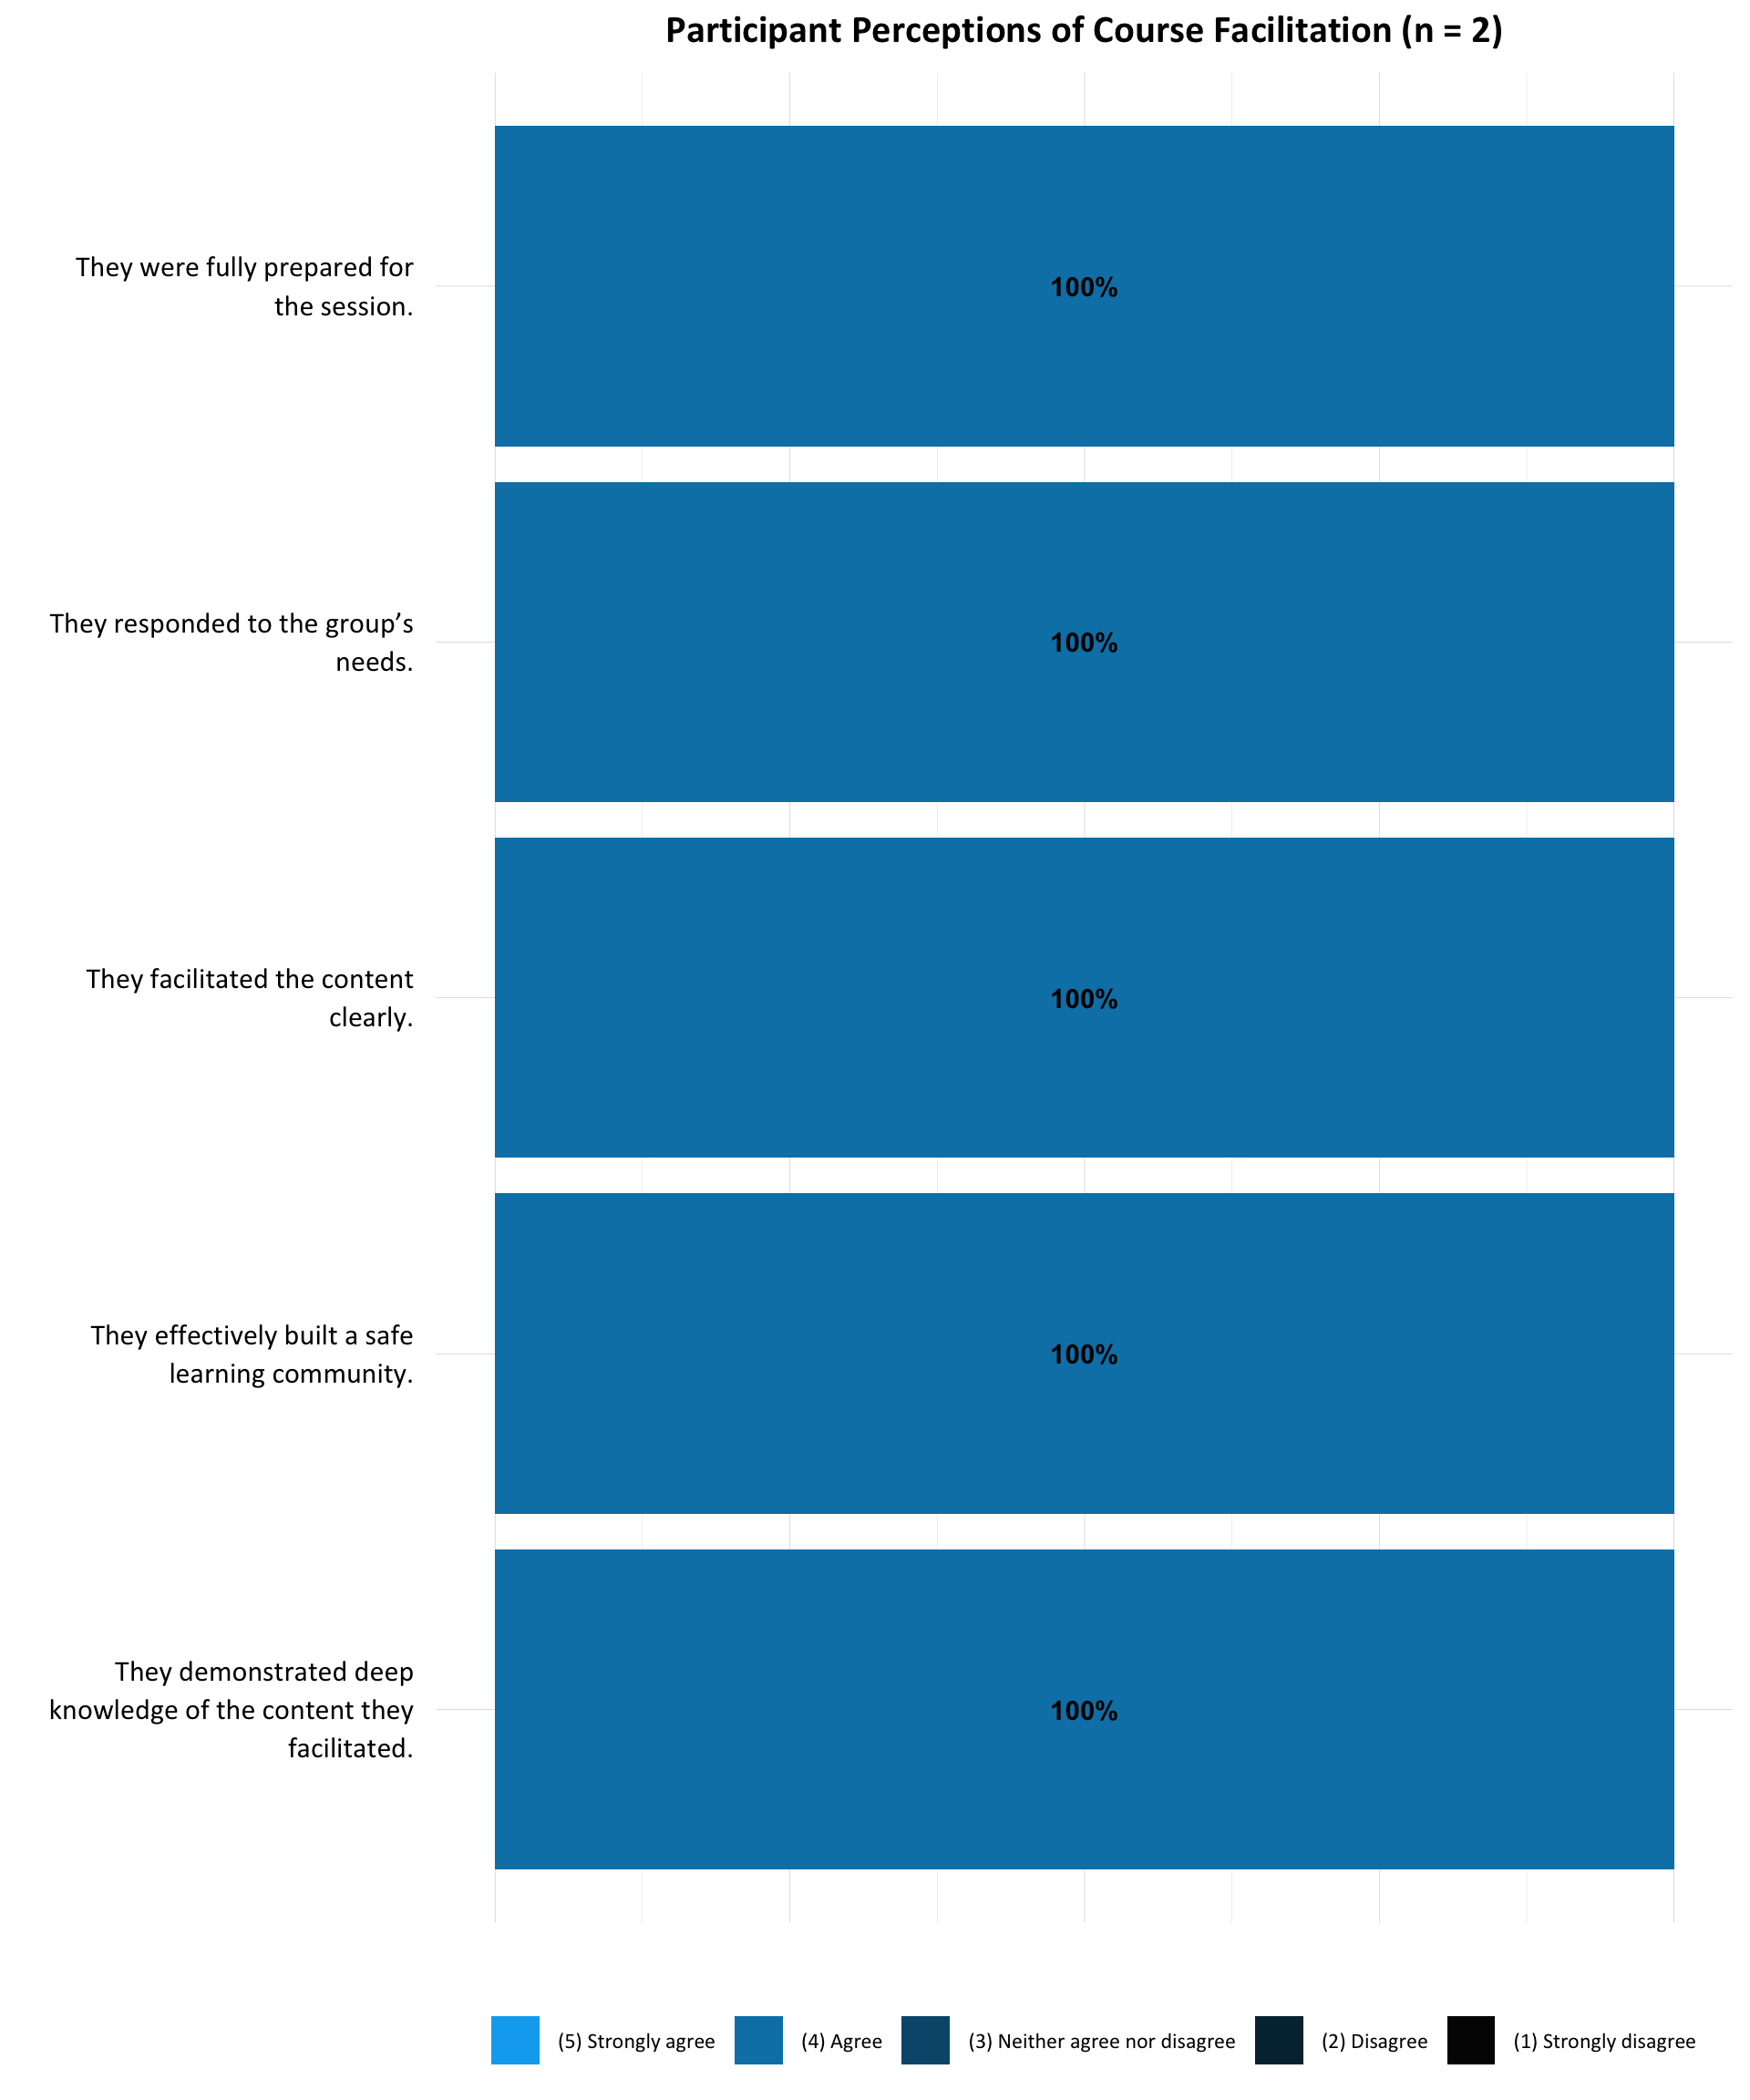 Participant Perceptions of Course Facilitation (n = 2)
They were fully prepared for
the session.
100%
They responded to the group’s
needs.
100%
They facilitated the content
clearly.
100%
They effectively built a safe
learning community.
100%
They demonstrated deep
knowledge of the content they
facilitated.
100%
(5) Strongly agree
(4) Agree
(3) Neither agree nor disagree
(2) Disagree
(1) Strongly disagree